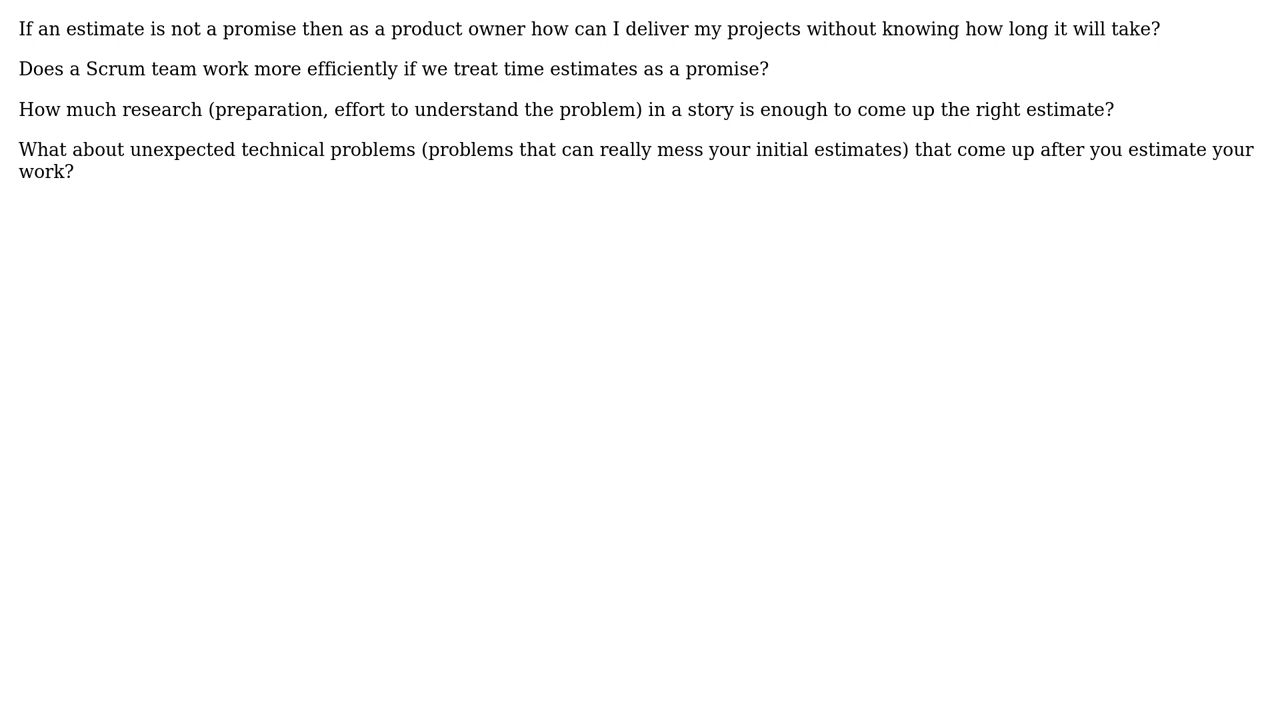 If an estimate is not a promise then as a product owner how can I deliver my projects without knowing how long it will take?
Does a Scrum team work more efficiently if we treat time estimates as a promise?
How much research (preparation, effort to understand the problem) in a story is enough to come up the right estimate?
What about unexpected technical problems (problems that can really mess your initial estimates) that come up after you estimate your
work?